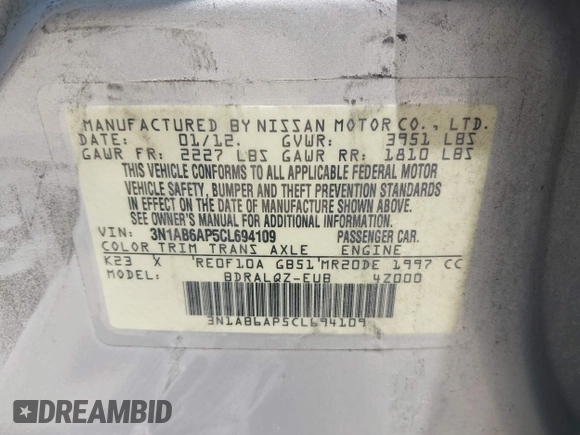 MANUFACTURED BY NISSAN MOTOR CO., LTD.
DATE: 01/12. GVWR: 3951 LBS
GAWR FR: 2227 LBS GAWR RR: 1810 LBS
THIS VEHICLE CONFORMS TO ALL APPLICABLE FEDERAL MOTOR
VEHICLE SAFETY, BUMPER AND THEFT PREVENTION STANDARDS
IN EFFECT ON THE DATE OF MANUFACTURE SHOWN ABOVE.
SEE OWNER'S MANUAL FOR ADDITIONAL INFORMATION.
VIN: 3N1AB6AP5CL694109 PASSENGER CAR.
COLOR TRIM TRANS AXLE ENGINE
K23 X 'RE0F10A GB51'MR20DE 1997 CC
MODEL: BDRALQZ-EUB 4Z000
3N1AB6AP5CL694109
DREAMBID